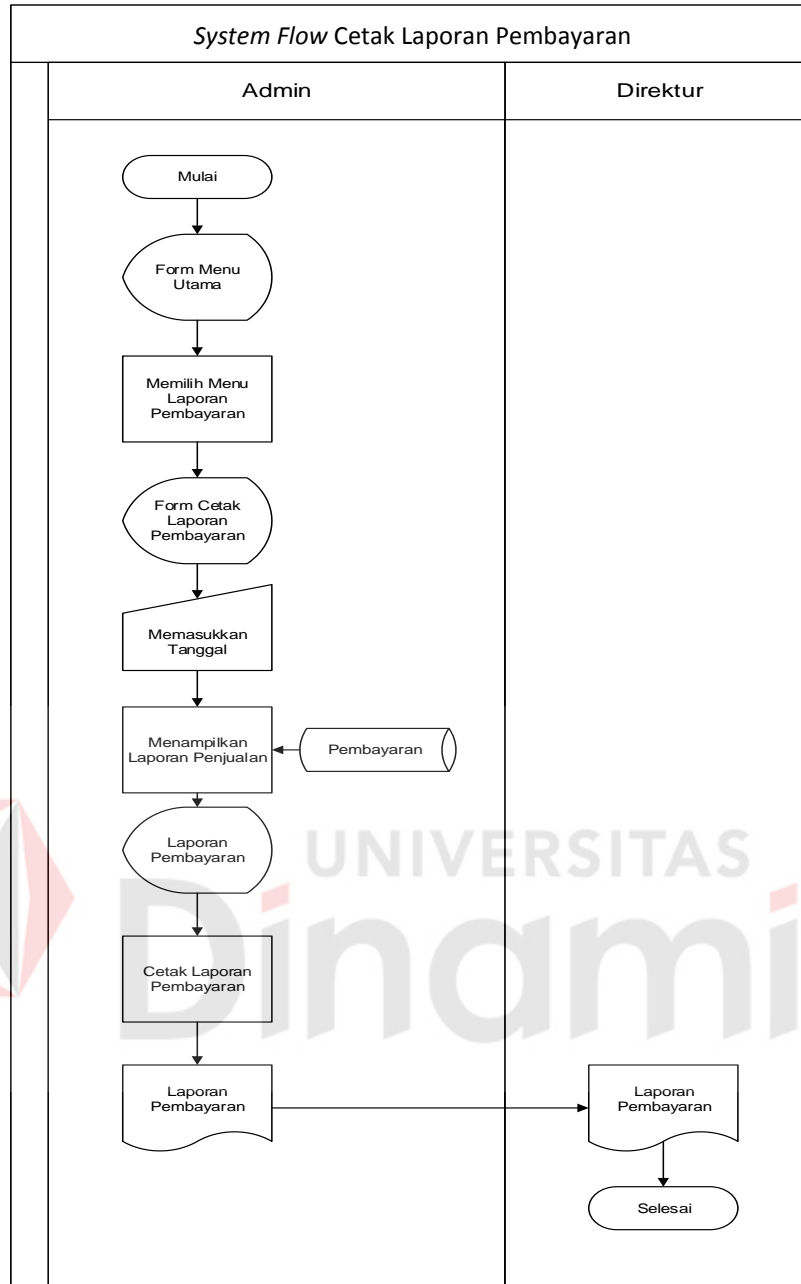 System Flow Cetak Laporan Pembayaran
Admin
Direktur
Mulai
Form Menu
Utama
Memilih Menu
Laporan
Pembayaran
Form Cetak
Laporan
Pembayaran
Memasukkan
Tanggal
Menampilkan
Laporan Penjualan
Pembayaran
Laporan
Pembayaran
UNIVERSITAS
Dinami
Cetak Laporan
Pembayaran
Laporan
Pembayaran
Laporan
Pembayaran
Selesai